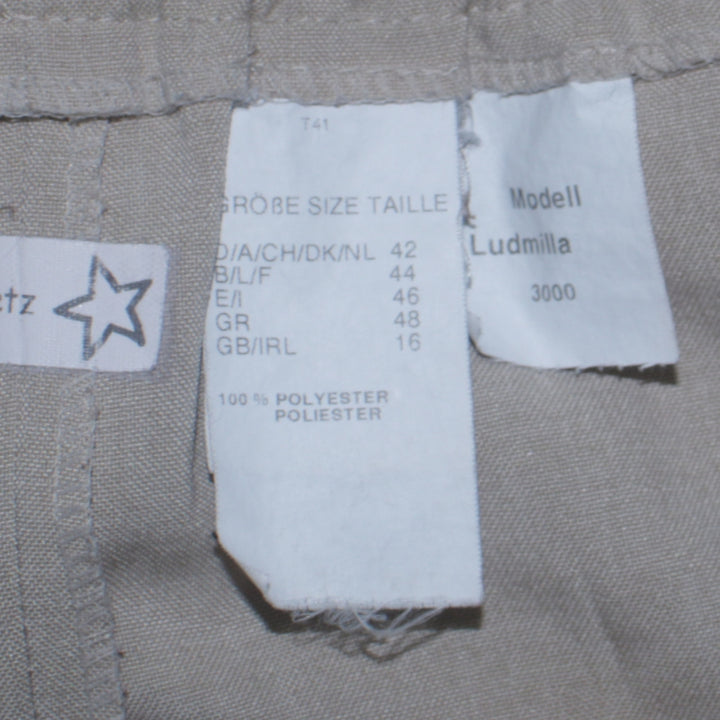 T41
GRÖßE SIZE TAILLE
D/A/CH/DK/NL 42
B/L/F 44
E/I 46
GR 48
GB/IRL 16
100 % POLYESTER
POLIESTER
Modell
Ludmilla
3000